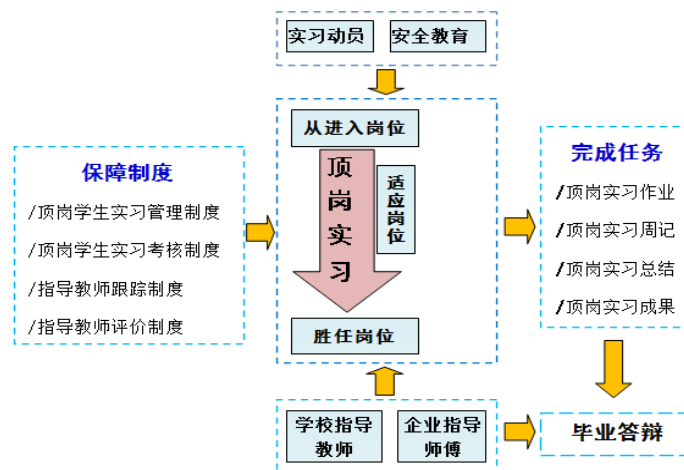 实习动员
安全教育
从进入岗位
保障制度
/顶岗学生实习管理制度
/顶岗学生实习考核制度
/指导教师跟踪制度
/指导教师评价制度
顶岗实习
适应岗位
胜任岗位
完成任务
/顶岗实习作业
/顶岗实习周记
/顶岗实习总结
/顶岗实习成果
学校指导
教师
企业指导
师傅
毕业答辩